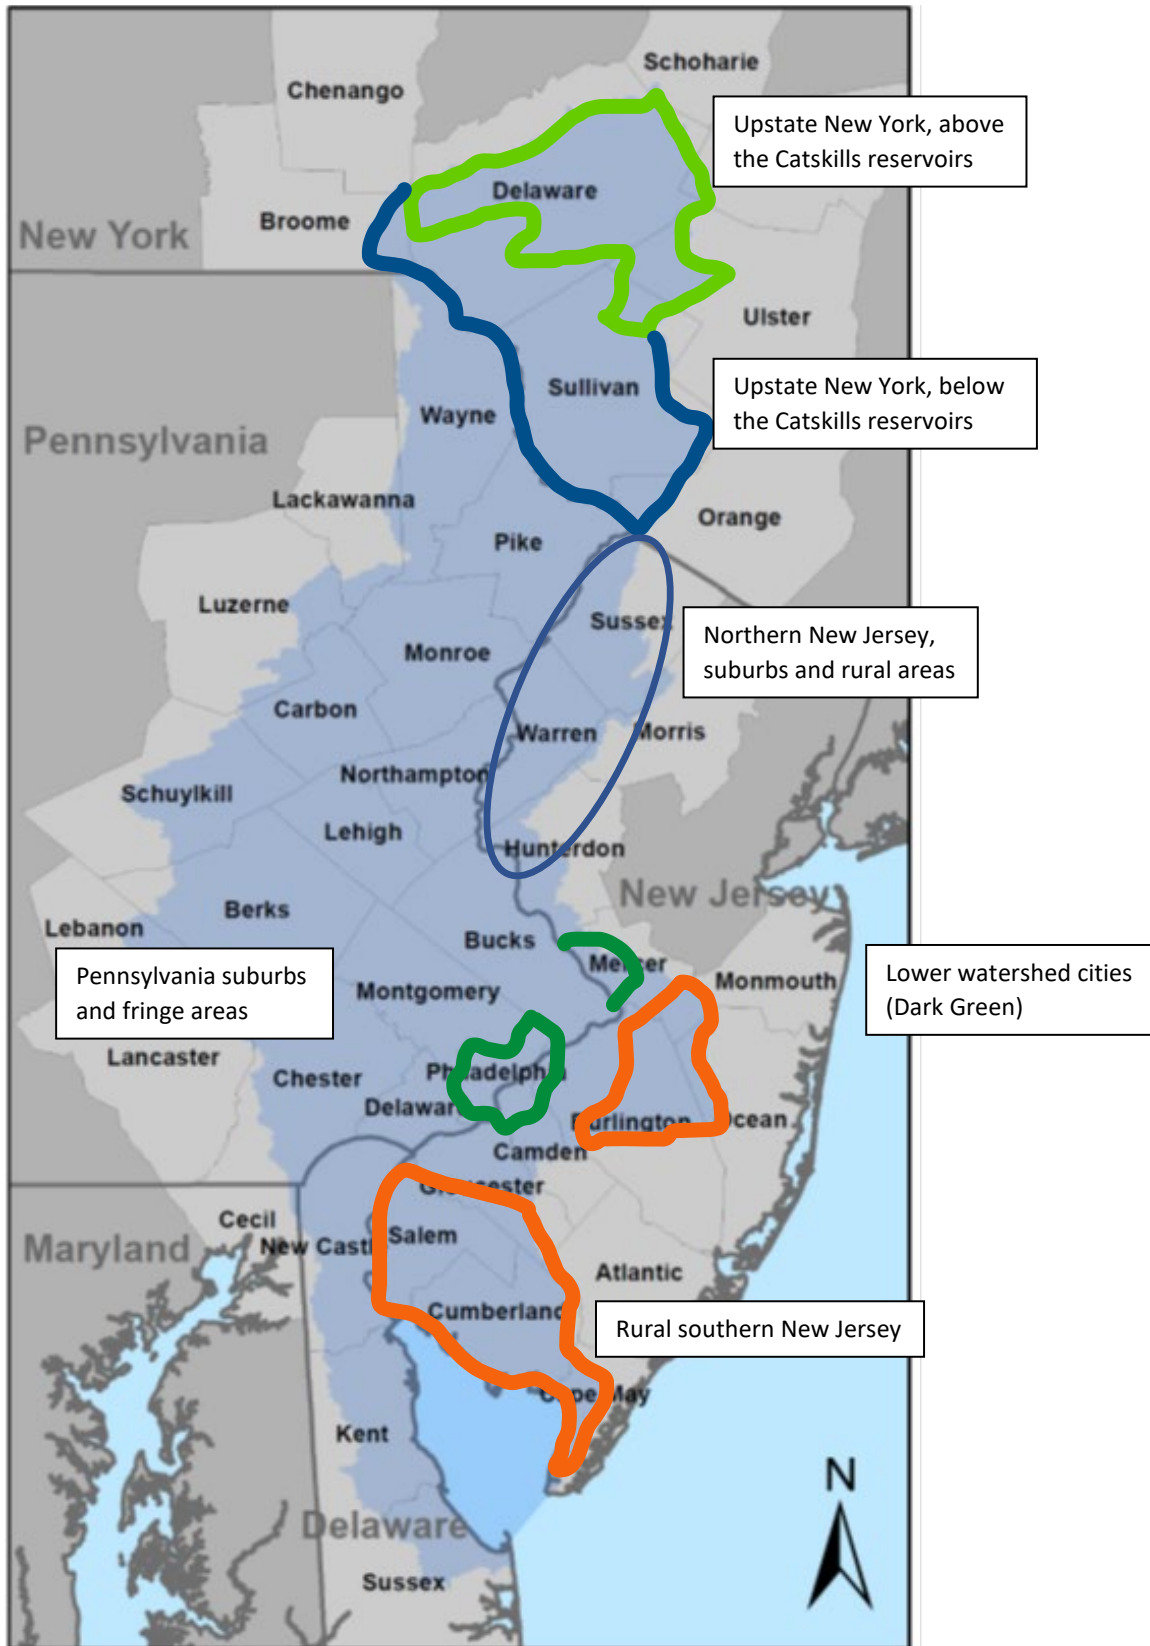 Schoharie
Chenango
Upstate New York, above
the Catskills reservoirs
Delaware
Broome
New York
Ulster
Sullivan
Upstate New York, below
the Catskills reservoirs
Wayne
Pennsylvania
Lackawanna
Orange
Pike
Luzerne
Sussex
Northern New Jersey,
suburbs and rural areas
Monroe
Carbon
Warren
Morris
Northampton
Schuylkill
Lehigh
Hunterdon
New Jersey
Berks
Lebanon
Bucks
Mercer
Pennsylvania suburbs
and fringe areas
Montgomery
Monmouth
Lower watershed cities
(Dark Green)
Lancaster
Chester
Philadelphia
Delaware
Burlington
Ocean
Camden
Gloucester
Cecil
Maryland
New Castle
Salem
Atlantic
Cumberland
Rural southern New Jersey
Cape May
Kent
N
Delaware
Sussex